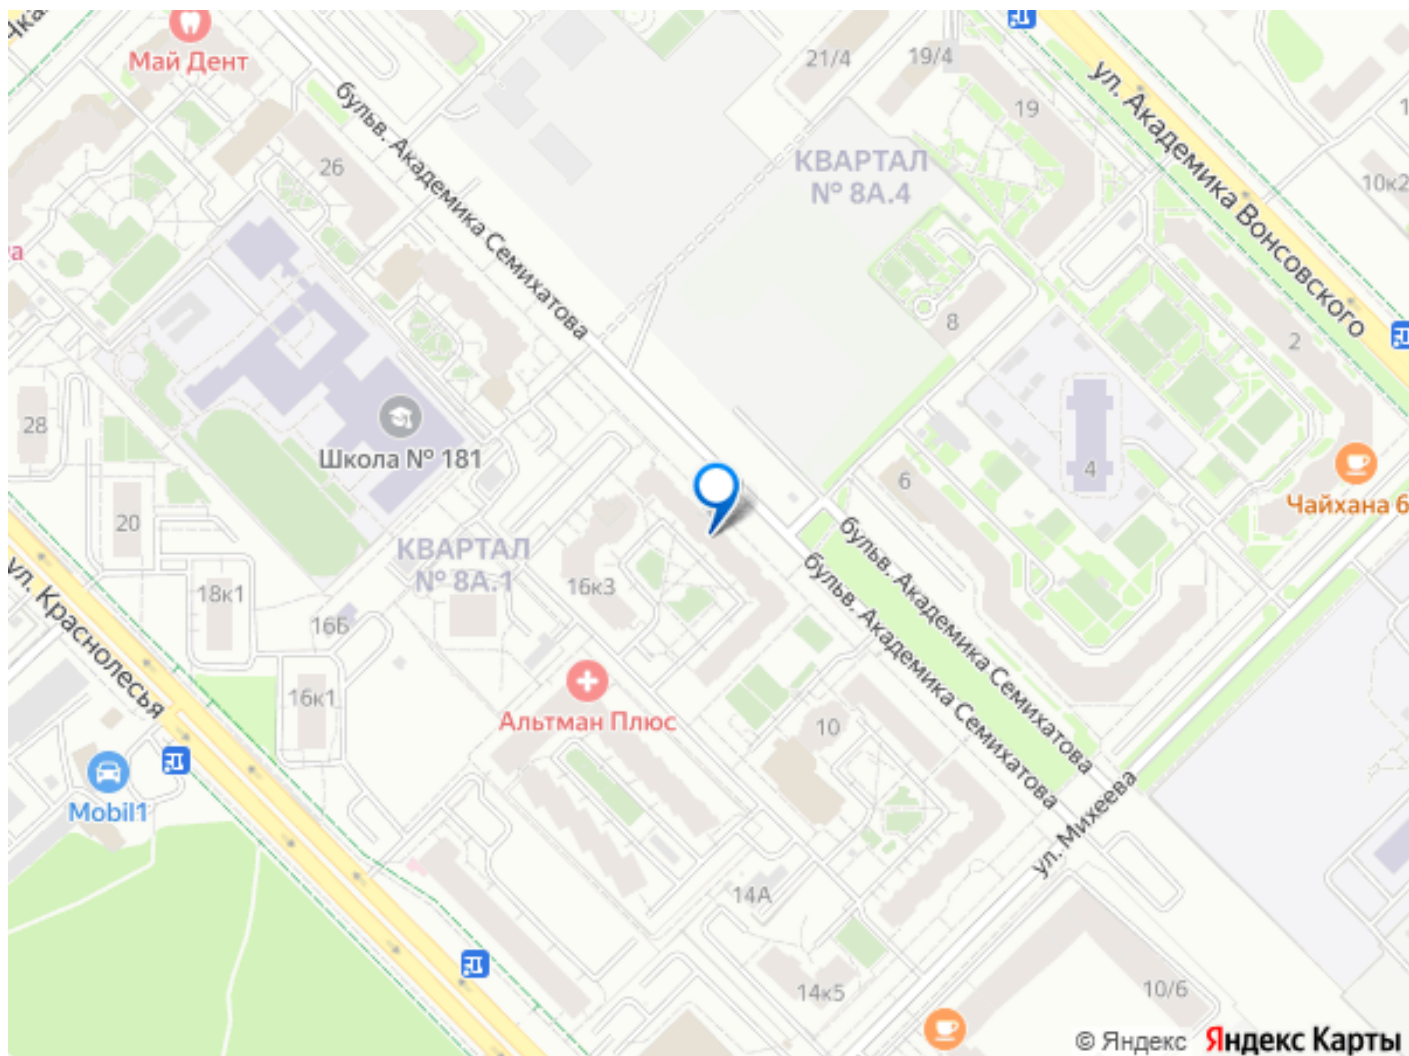 Чка
Май Дент
21/4
19/4
19
ул. Академика Вонсовского
бульв. Академика Семихатова
26
КВАРТАЛ
№ 8А.4
10к2
8
2
28
Школа № 181
6
4
Чайхана б
20
КВАРТАЛ
№ 8А.1
бульв. Академика Семихатова
бульв. Академика Семихатова
ул. Краснолесья
18к1
16к3
16Б
16к1
Альтман Плюс
10
Mobil1
ул. Михеева
14А
14к5
10/6
© Яндекс Яндекс Карты